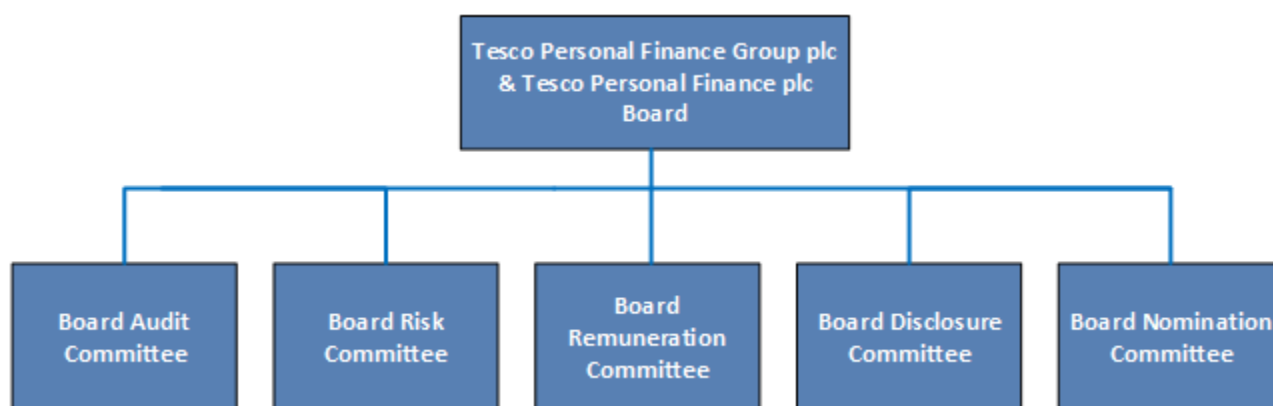 Tesco Personal Finance Group plc
& Tesco Personal Finance plc
Board
Board Audit
Committee
Board Risk
Committee
Board
Remuneration
Committee
Board Disclosure
Committee
Board Nomination
Committee